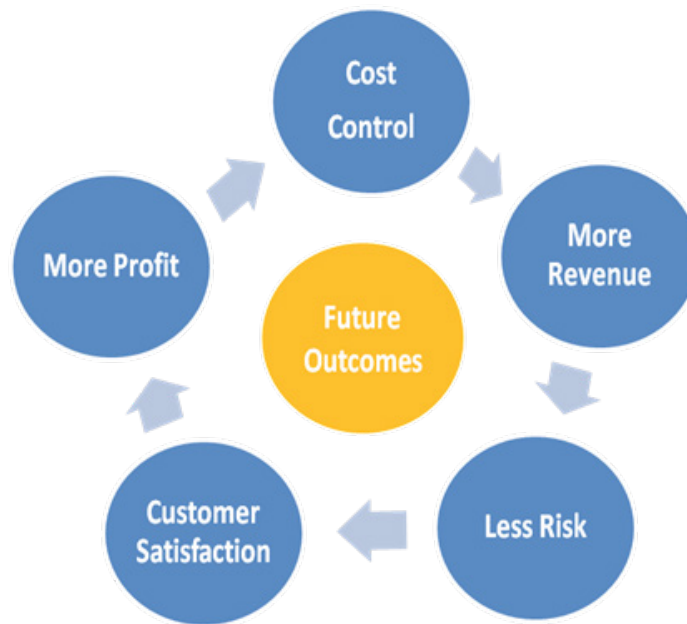 Cost
Control
More
Revenue
Less Risk
Customer
Satisfaction
More Profit
Future
Outcomes